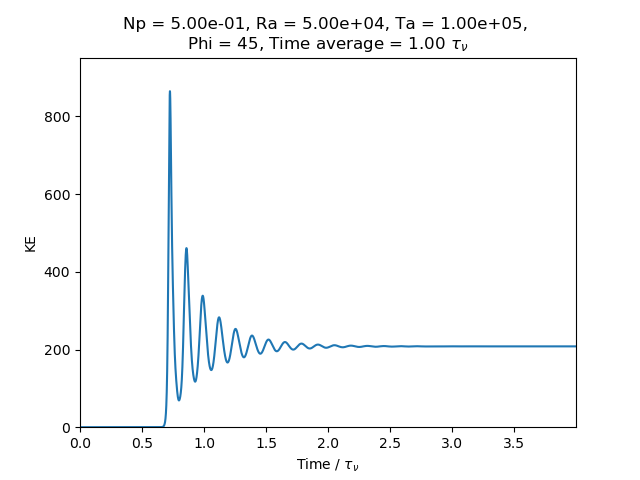 Np = 5.00e-01, Ra = 5.00e+04, Ta = 1.00e+05,
Phi = 45, Time average = 1.00 τν
KE
800
600
400
200
0
0.0 0.5 1.0 1.5 2.0 2.5 3.0 3.5
Time / τν